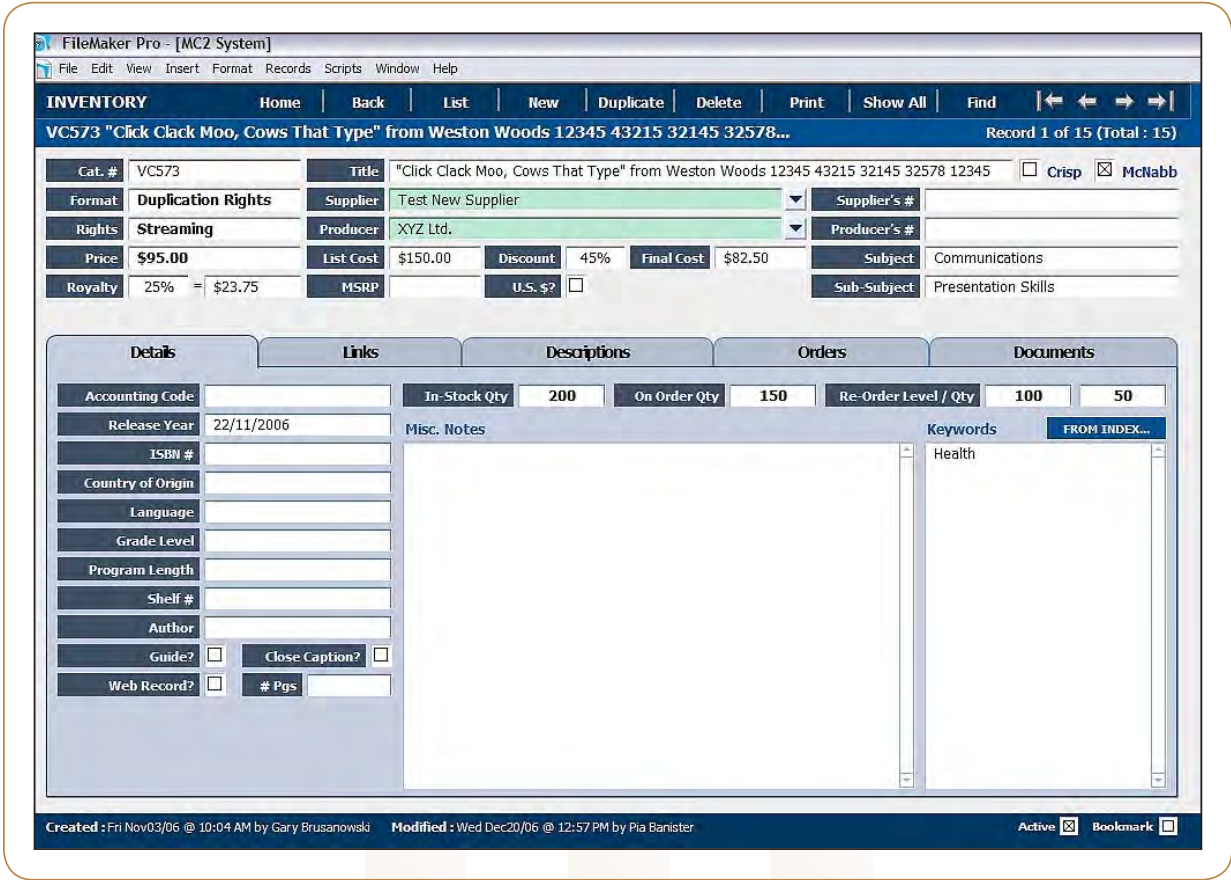 FileMaker Pro - [MC2 System]
File Edit View Insert Format Records Scripts Window Help
INVENTORY Home Back List New Duplicate Delete Print Show All Find
VC573 "Click Clack Moo, Cows That Type" from Weston Woods 12345 43215 32145 32578... Record 1 of 15 (Total : 15)
Cat. # VC573 Title "Click Clack Moo, Cows That Type" from Weston Woods 12345 43215 32145 32578 12345 Crisp McNabb
Format Duplication Rights Supplier Test New Supplier Supplier's #
Rights Streaming Producer XYZ Ltd. Producer's #
Price $95.00 List Cost $150.00 Discount 45% Final Cost $82.50 Subject Communications
Royalty 25% = $23.75 MSRP U.S. $? Sub-Subject Presentation Skills
Details Links Descriptions Orders Documents
Accounting Code In-Stock Qty 200 On Order Qty 150 Re-Order Level / Qty 100 50
Release Year 22/11/2006 Misc. Notes Keywords FROM INDEX...
ISBN # Health
Country of Origin
Language
Grade Level
Program Length
Shelf #
Author
Guide? Close Caption?
Web Record? # Pgs
Created : Fri Nov03/06 @ 10:04 AM by Gary Brusanowski Modified : Wed Dec20/06 @ 12:57 PM by Pia Banister Active Bookmark